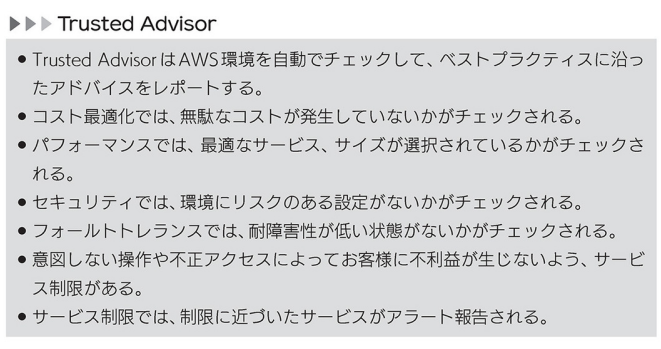 ▶▶▶ Trusted Advisor
● Trusted AdvisorはAWS環境を自動でチェックして、ベストプラクティスに沿っ
たアドバイスをレポートする。
● コスト最適化では、無駄なコストが発生していないかがチェックされる。
● パフォーマンスでは、最適なサービス、サイズが選択されているかがチェックさ
れる。
● セキュリティでは、環境にリスクのある設定がないかがチェックされる。
● フォールトトレランスでは、耐障害性が低い状態がないかがチェックされる。
● 意図しない操作や不正アクセスによってお客様に不利益が生じないよう、サービ
ス制限がある。
● サービス制限では、制限に近づいたサービスがアラート報告される。